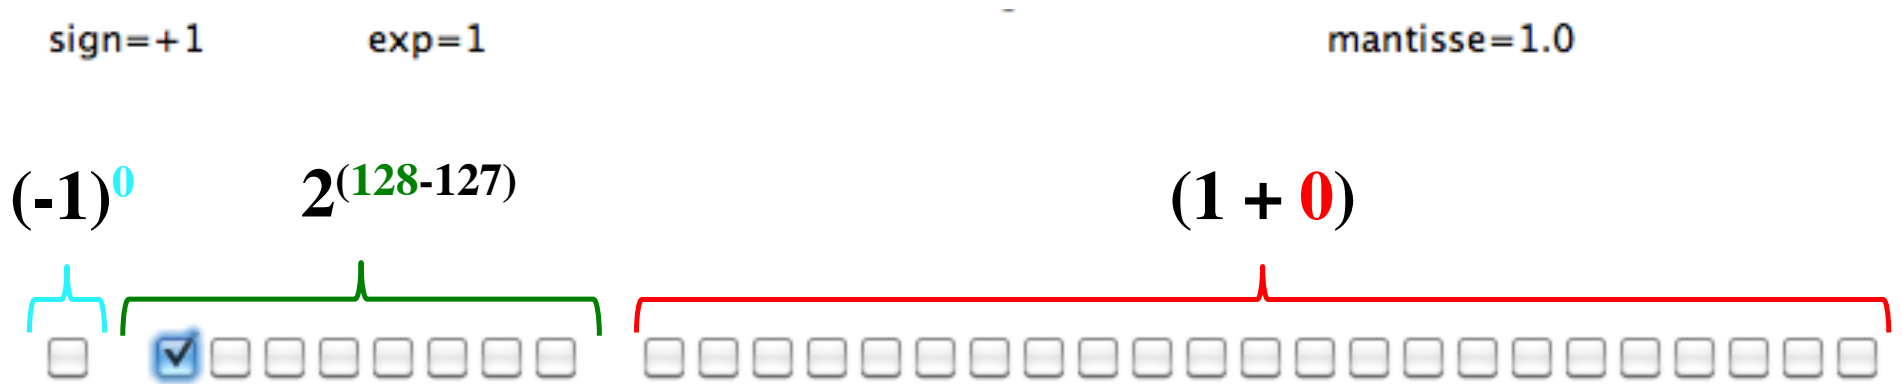 sign=+1 exp=1 mantisse=1.0
(-1)⁰ 2⁽¹²⁸⁻¹²⁷⁾ (1 + 0)